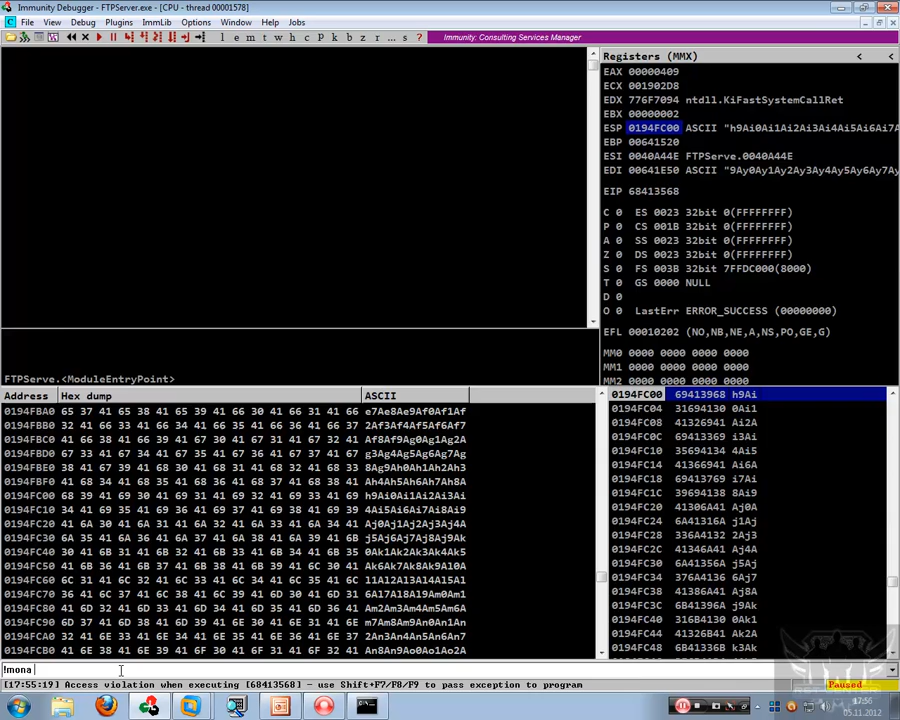 Immunity Debugger - FTPServer.exe - [CPU - thread 00001578]
File View Debug Plugins ImmLib Options Window Help Jobs
l e m t w h c P k b z r ... s ? Immunity: Consulting Services Manager
FTPServe.<ModuleEntryPoint>
Registers (MMX) < <
EAX 00000409
ECX 001902D8
EDX 776F7094 ntdll.KiFastSystemCallRet
EBX 00000002
ESP 0194FC00 ASCII "h9Ai0Ai1Ai2Ai3Ai4Ai5Ai6Ai7A
EBP 00641520
ESI 0040A44E FTPServe.0040A44E
EDI 00641E50 ASCII "9Ay0Ay1Ay2Ay3Ay4Ay5Ay6Ay7Ay
EIP 68413568
C 0 ES 0023 32bit 0(FFFFFFFF)
P 0 CS 001B 32bit 0(FFFFFFFF)
A 0 SS 0023 32bit 0(FFFFFFFF)
Z 0 DS 0023 32bit 0(FFFFFFFF)
S 0 FS 003B 32bit 7FFDC000(8000)
T 0 GS 0000 NULL
D 0
O 0 LastErr ERROR_SUCCESS (00000000)
EFL 00010202 (NO,NB,NE,A,NS,PO,GE,G)
MM0 0000 0000 0000 0000
MM1 0000 0000 0000 0000
MM2 0000 0000 0000 0000
Address Hex dump ASCII
0194FBA0 65 37 41 65 38 41 65 39 41 66 30 41 66 31 41 66 e7Ae8Ae9Af0Af1Af
0194FBB0 32 41 66 33 41 66 34 41 66 35 41 66 36 41 66 37 2Af3Af4Af5Af6Af7
0194FBC0 41 66 38 41 66 39 41 67 30 41 67 31 41 67 32 41 Af8Af9Ag0Ag1Ag2A
0194FBD0 67 33 41 67 34 41 67 35 41 67 36 41 67 37 41 67 g3Ag4Ag5Ag6Ag7Ag
0194FBE0 38 41 67 39 41 68 30 41 68 31 41 68 32 41 68 33 8Ag9Ah0Ah1Ah2Ah3
0194FBF0 41 68 34 41 68 35 41 68 36 41 68 37 41 68 38 41 Ah4Ah5Ah6Ah7Ah8A
0194FC00 68 39 41 69 30 41 69 31 41 69 32 41 69 33 41 69 h9Ai0Ai1Ai2Ai3Ai
0194FC10 34 41 69 35 41 69 36 41 69 37 41 69 38 41 69 39 4Ai5Ai6Ai7Ai8Ai9
0194FC20 41 6A 30 41 6A 31 41 6A 32 41 6A 33 41 6A 34 41 Aj0Aj1Aj2Aj3Aj4A
0194FC30 6A 35 41 6A 36 41 6A 37 41 6A 38 41 6A 39 41 6B j5Aj6Aj7Aj8Aj9Ak
0194FC40 30 41 6B 31 41 6B 32 41 6B 33 41 6B 34 41 6B 35 0Ak1Ak2Ak3Ak4Ak5
0194FC50 41 6B 36 41 6B 37 41 6B 38 41 6B 39 41 6C 30 41 Ak6Ak7Ak8Ak9Al0A
0194FC60 6C 31 41 6C 32 41 6C 33 41 6C 34 41 6C 35 41 6C l1Al2Al3Al4Al5Al
0194FC70 36 41 6C 37 41 6C 38 41 6C 39 41 6D 30 41 6D 31 6Al7Al8Al9Am0Am1
0194FC80 41 6D 32 41 6D 33 41 6D 34 41 6D 35 41 6D 36 41 Am2Am3Am4Am5Am6A
0194FC90 6D 37 41 6D 38 41 6D 39 41 6E 30 41 6E 31 41 6E m7Am8Am9An0An1An
0194FCA0 32 41 6E 33 41 6E 34 41 6E 35 41 6E 36 41 6E 37 2An3An4An5An6An7
0194FCB0 41 6E 38 41 6E 39 41 6F 30 41 6F 31 41 6F 32 41 An8An9Ao0Ao1Ao2A
0194FC00 69413968 h9Ai
0194FC04 31694130 0Ai1
0194FC08 41326941 Ai2A
0194FC0C 69413369 i3Ai
0194FC10 35694134 4Ai5
0194FC14 41366941 Ai6A
0194FC18 69413769 i7Ai
0194FC1C 39694138 8Ai9
0194FC20 41306A41 Aj0A
0194FC24 6A41316A j1Aj
0194FC28 336A4132 2Aj3
0194FC2C 41346A41 Aj4A
0194FC30 6A41356A j5Aj
0194FC34 376A4136 6Aj7
0194FC38 41386A41 Aj8A
0194FC3C 6B41396A j9Ak
0194FC40 316B4130 0Ak1
0194FC44 41326B41 Ak2A
0194FC48 6B41336B k3Ak
!mona
[17:55:19] Access violation when executing [68413568] - use Shift+F7/F8/F9 to pass exception to program
Paused
17:56
05.11.2012